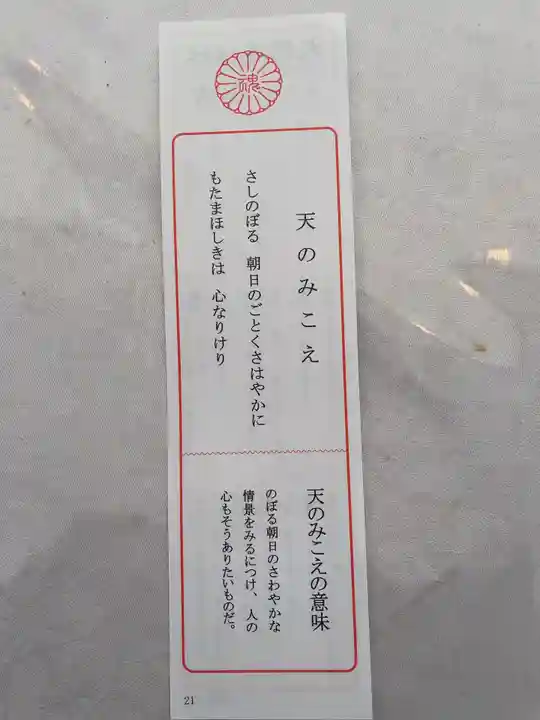 魂
天のみこえ
さしのぼる 朝日のごとくさはやかに
もたまほしきは 心なりけり
天のみこえの意味
のぼる朝日のさわやかな
情景をみるにつけ、人の
心もそうありたいものだ。
21